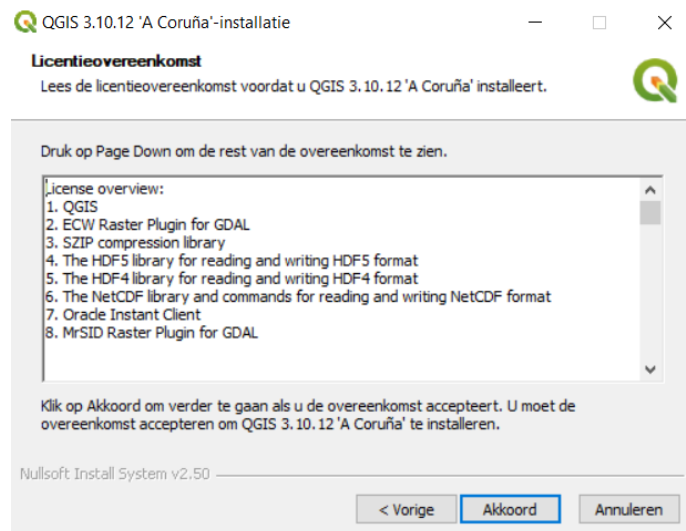 QGIS 3.10.12 'A Coruña'-installatie
Licentieovereenkomst
Lees de licentieovereenkomst voordat u QGIS 3.10.12 'A Coruña' installeert.
Druk op Page Down om de rest van de overeenkomst te zien.
License overview:
1. QGIS
2. ECW Raster Plugin for GDAL
3. SZIP compression library
4. The HDF5 library for reading and writing HDF5 format
5. The HDF4 library for reading and writing HDF4 format
6. The NetCDF library and commands for reading and writing NetCDF format
7. Oracle Instant Client
8. MrSID Raster Plugin for GDAL
Klik op Akkoord om verder te gaan als u de overeenkomst accepteert. U moet de
overeenkomst accepteren om QGIS 3.10.12 'A Coruña' te installeren.
Nullsoft Install System v2.50
< Vorige Akkoord Annuleren